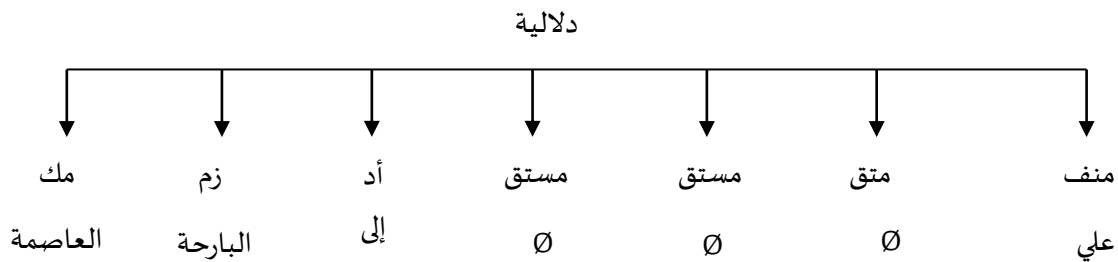 دلالية
منف متق مستق مستق أد زم مك
علي Ø Ø Ø إلى البارحة العاصمة